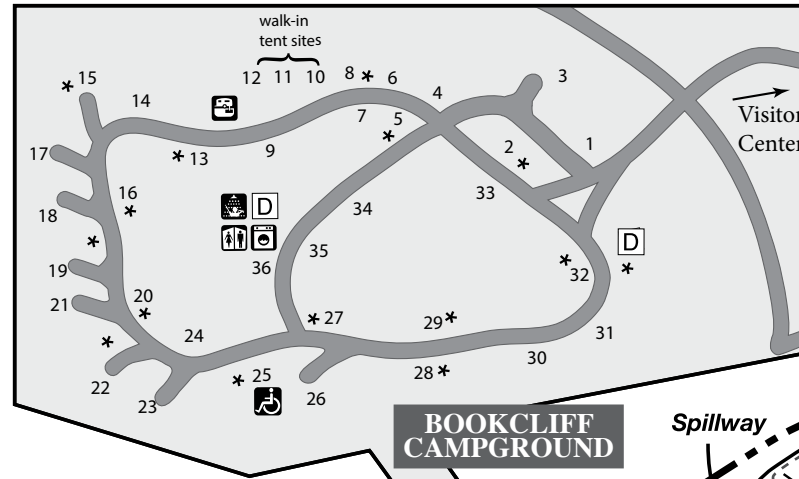 walk-in
tent sites
15
12 11 10
8 * 6
3
14
4
7
5
1
2
17
* 13
9
16
33
18
34
D
35
D
19
36
32
21
20
27
29
31
24
30
25
28
22
26
23
Visitor
Center
BOOKCLIFF
CAMPGROUND
Spillway